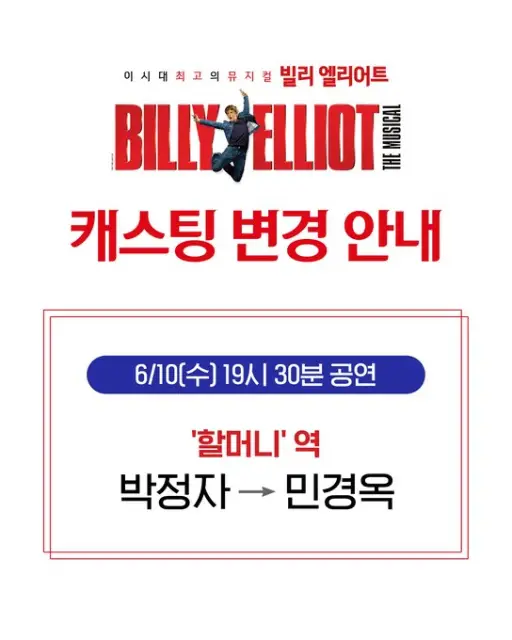 이 시 대 최 고 의 뮤 지 컬 빌리 엘리어트
BILLY ELLIOT
THE MUSICAL
캐스팅 변경 안내
6/10(수) 19시 30분 공연
'할머니' 역
박정자 → 민경옥